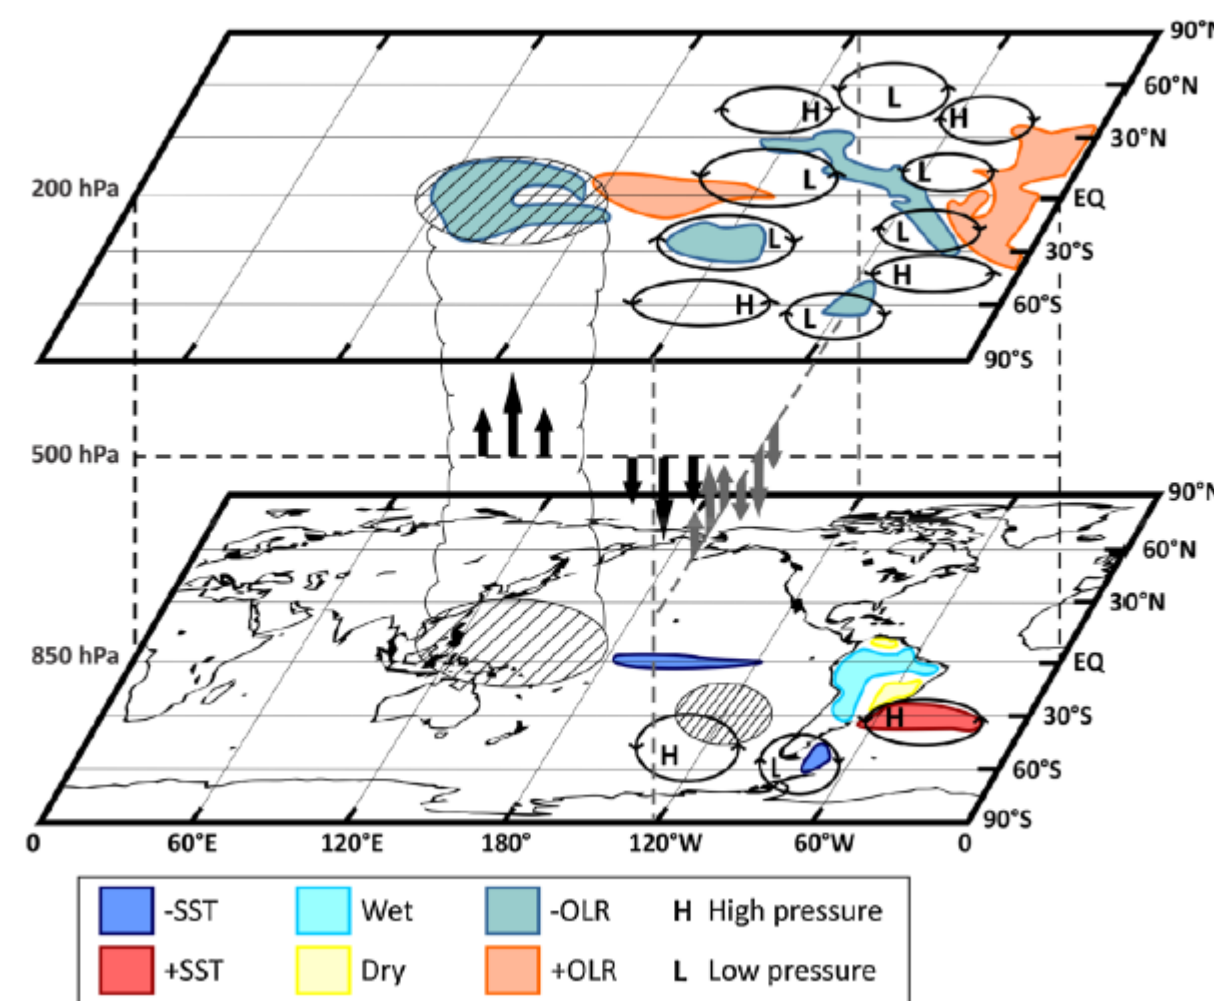 90°N
60°N
H
L
H
30°N
200 hPa
L
L
EQ
L
L
30°S
H
H
L
60°S
90°S
500 hPa
90°N
60°N
30°N
850 hPa
EQ
H
30°S
H
L
60°S
90°S
0 60°E 120°E 180° 120°W 60°W 0
-SST Wet -OLR H High pressure
+SST Dry +OLR L Low pressure